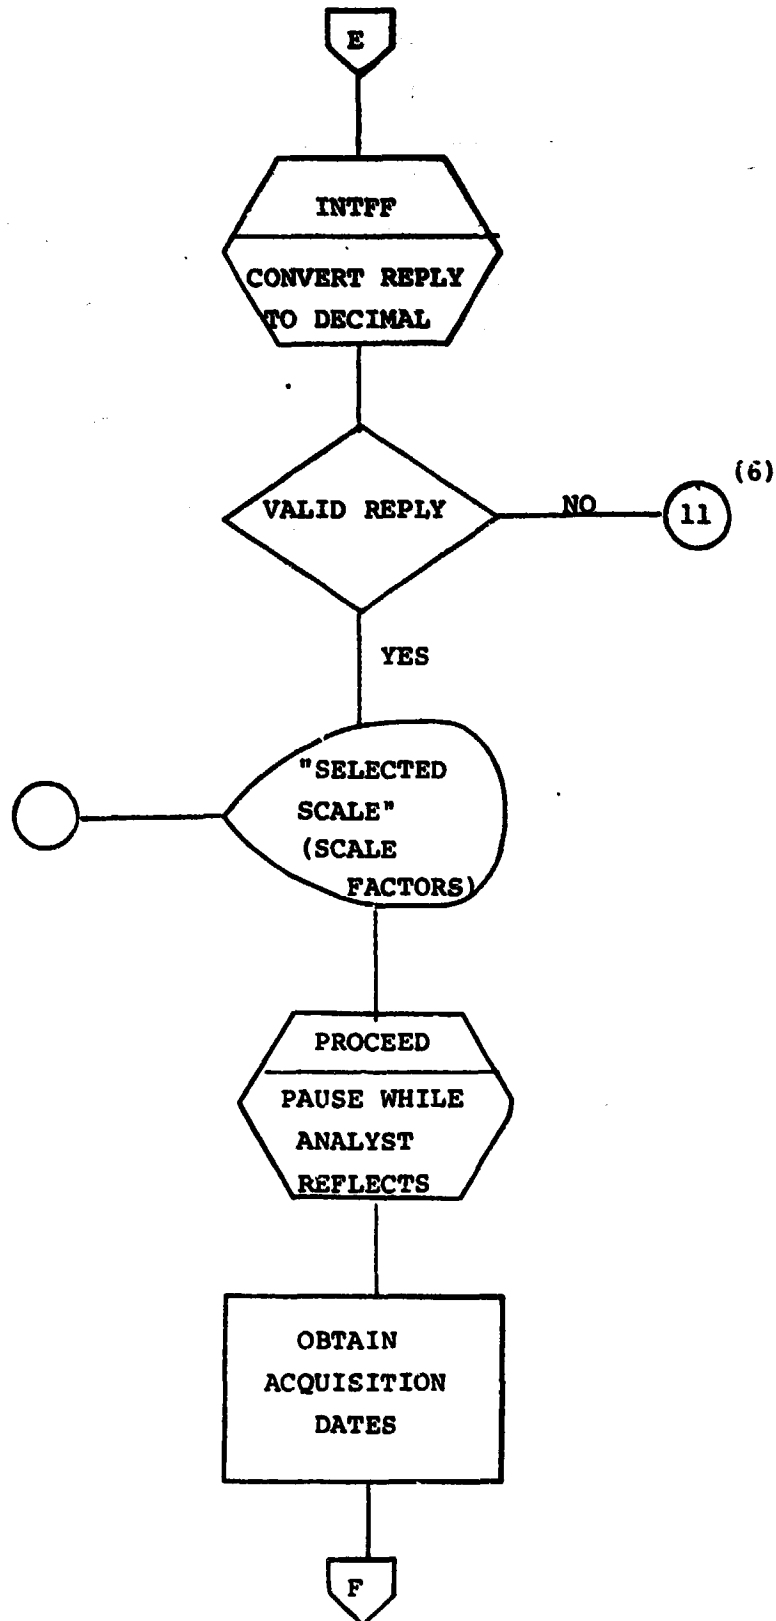 E
INTFF
CONVERT REPLY
TO DECIMAL
(6)
VALID REPLY
NO
11
YES
"SELECTED
SCALE"
(SCALE
FACTORS)
PROCEED
PAUSE WHILE
ANALYST
REFLECTS
OBTAIN
ACQUISITION
DATES
F